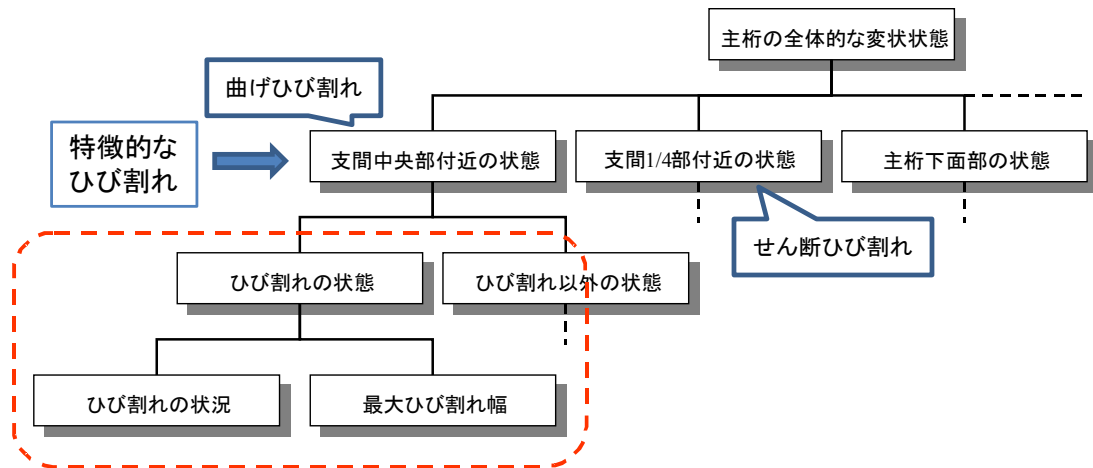 主桁の全体的な変状状態
曲げひび割れ
特徴的な
ひび割れ
支間中央部付近の状態
支間1/4部付近の状態
主桁下面部の状態
せん断ひび割れ
ひび割れの状態
ひび割れ以外の状態
ひび割れの状況
最大ひび割れ幅